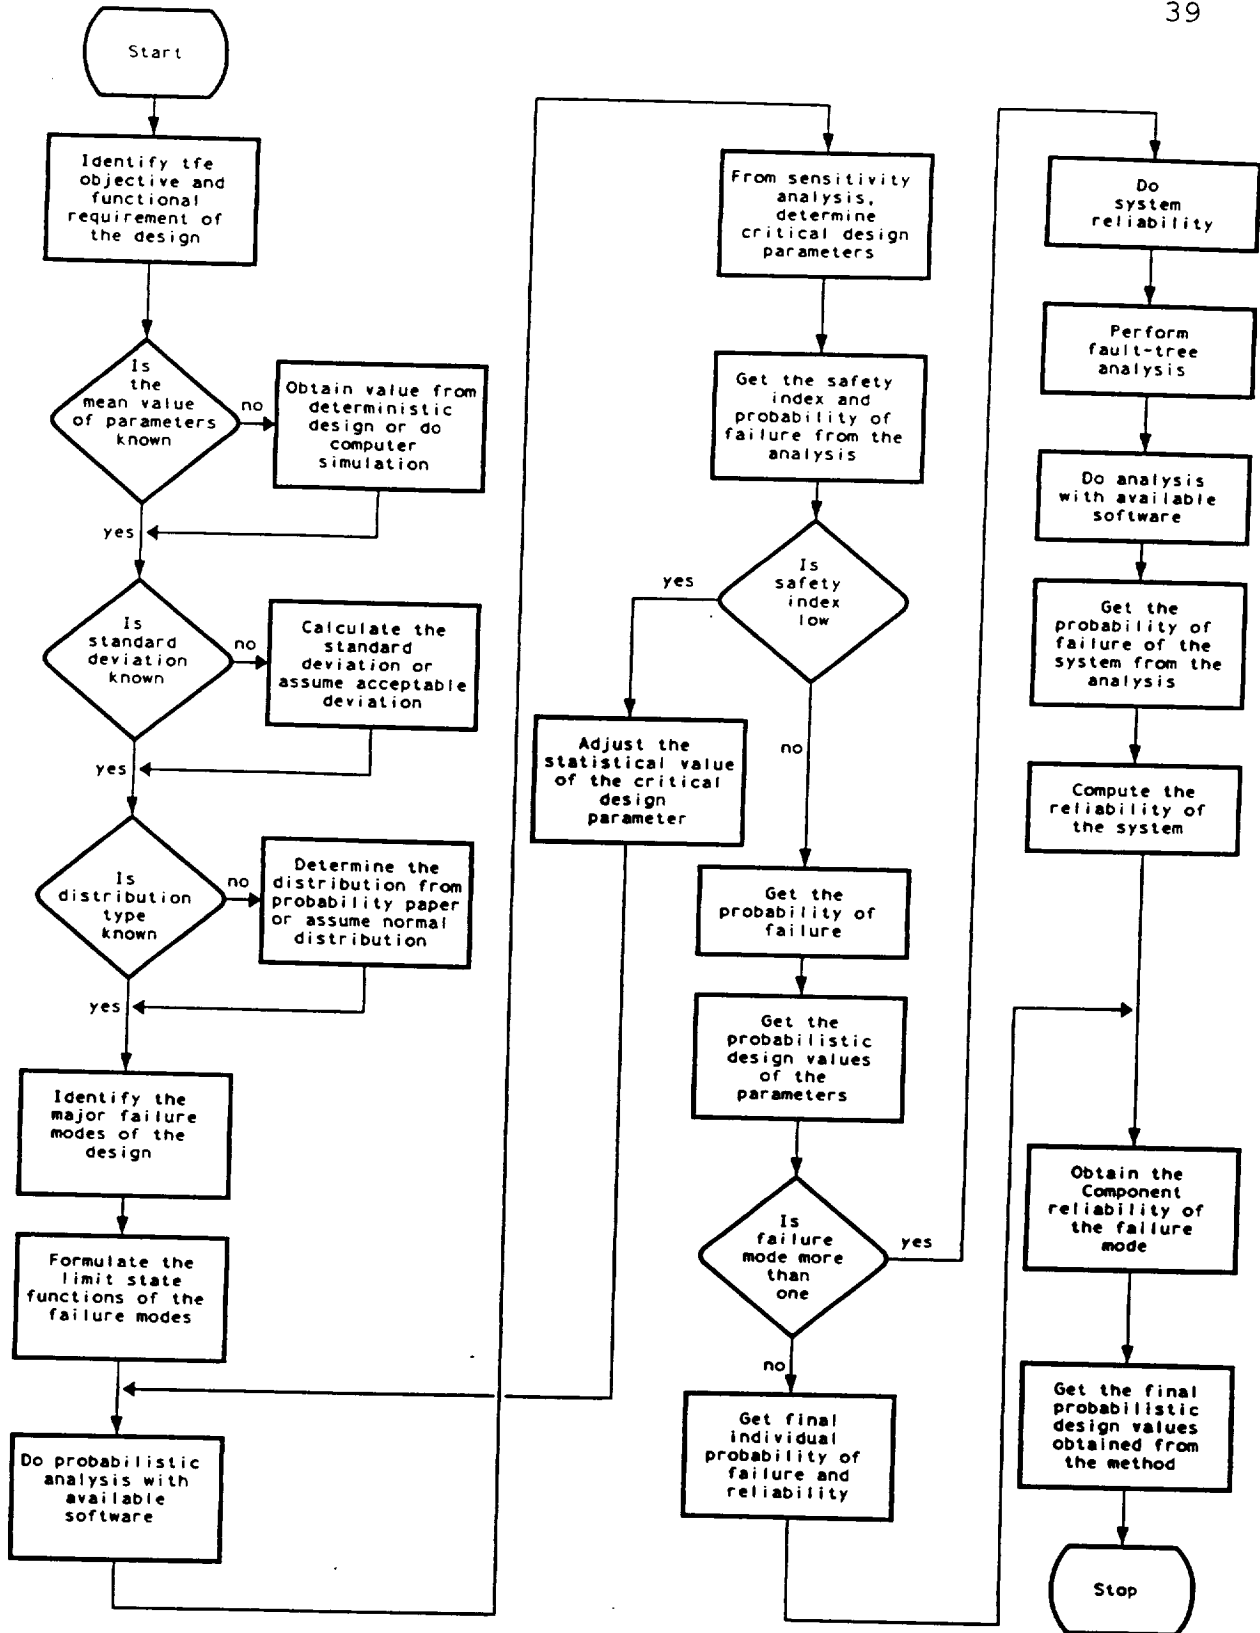 39
Start
Identify tfe
objective and
functional
requirement of
the design
Is
the
mean value
of parameters
known
no
Obtain value from
deterministic
design or do
computer
simulation
yes
Is
standard
deviation
known
no
Calculate the
standard
deviation or
assume acceptable
deviation
yes
Is
distribution
type
known
no
Determine the
distribution from
probability paper
or assume normal
distribution
yes
Identify the
major failure
modes of the
design
Formulate the
limit state
functions of the
failure modes
Do probabilistic
analysis with
available
software
From sensitivity
analysis,
determine
critical design
parameters
Get the safety
index and
probability of
failure from the
analysis
Is
safety
index
low
yes
Adjust the
statistical value
of the critical
design
parameter
no
Get the
probability of
failure
Get the
probabilistic
design values
of the
parameters
Is
failure
mode more
than
one
yes
no
Get final
individual
probability of
failure and
reliability
Do
system
reliability
Perform
fault-tree
analysis
Do analysis
with available
software
Get the
probability of
failure of the
system from the
analysis
Compute the
reliability of
the system
Obtain the
Component
reliability of
the failure
mode
Get the final
probabilistic
design values
obtained from
the method
Stop